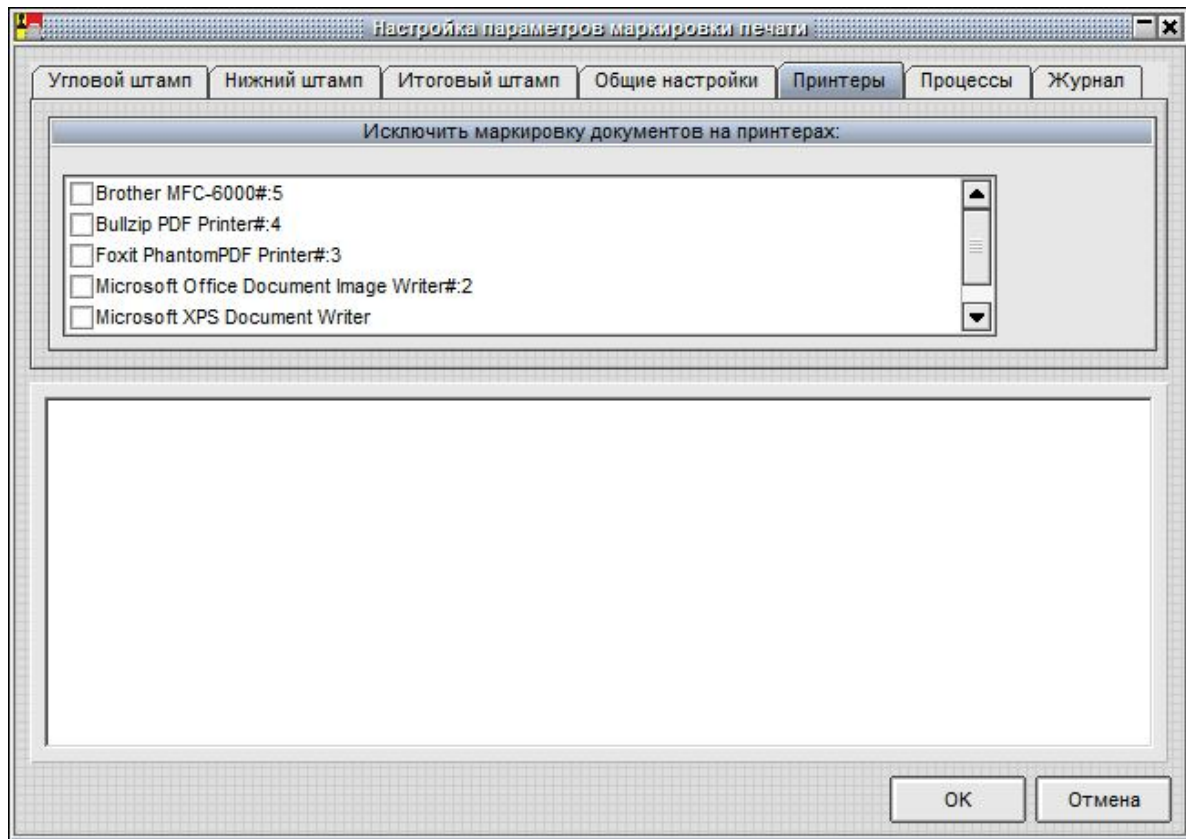 Настройка параметров маркировки печати
Угловой штамп Нижний штамп Итоговый штамп Общие настройки Принтеры Процессы Журнал
Исключить маркировку документов на принтерах:
Brother MFC-6000#:5
Bullzip PDF Printer#:4
Foxit PhantomPDF Printer#:3
Microsoft Office Document Image Writer#:2
Microsoft XPS Document Writer
OK Отмена